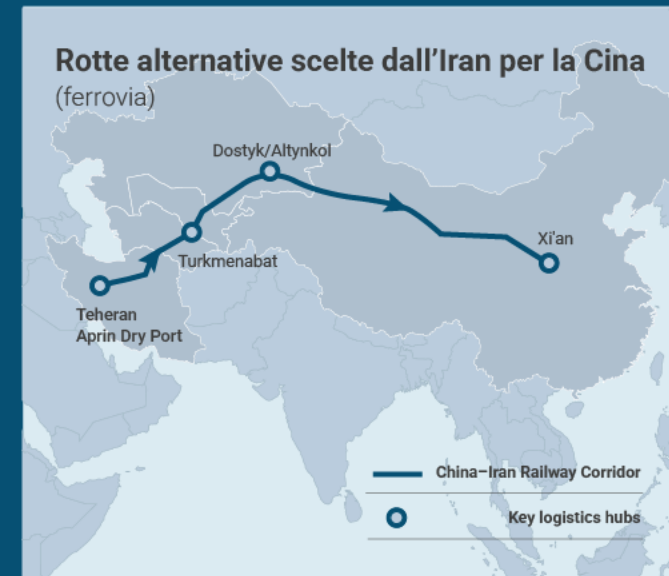 Rotte alternative scelte dall'Iran per la Cina
(ferrovia)
Dostyk/Altynkol
Xi'an
Turkmenabat
Teheran
Aprin Dry Port
China–Iran Railway Corridor
Key logistics hubs